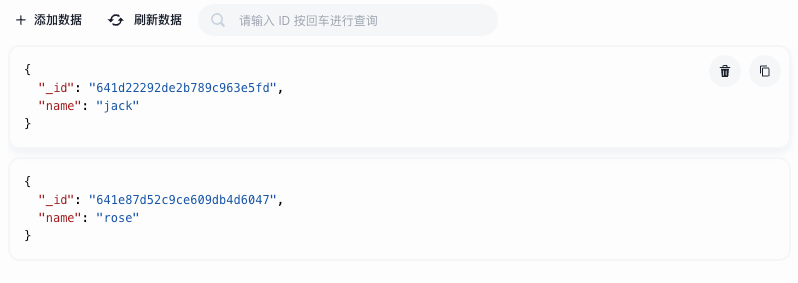 添加数据 刷新数据 请输入 ID 按回车进行查询
{
"_id": "641d22292de2b789c963e5fd",
"name": "jack"
}
{
"_id": "641e87d52c9ce609db4d6047",
"name": "rose"
}